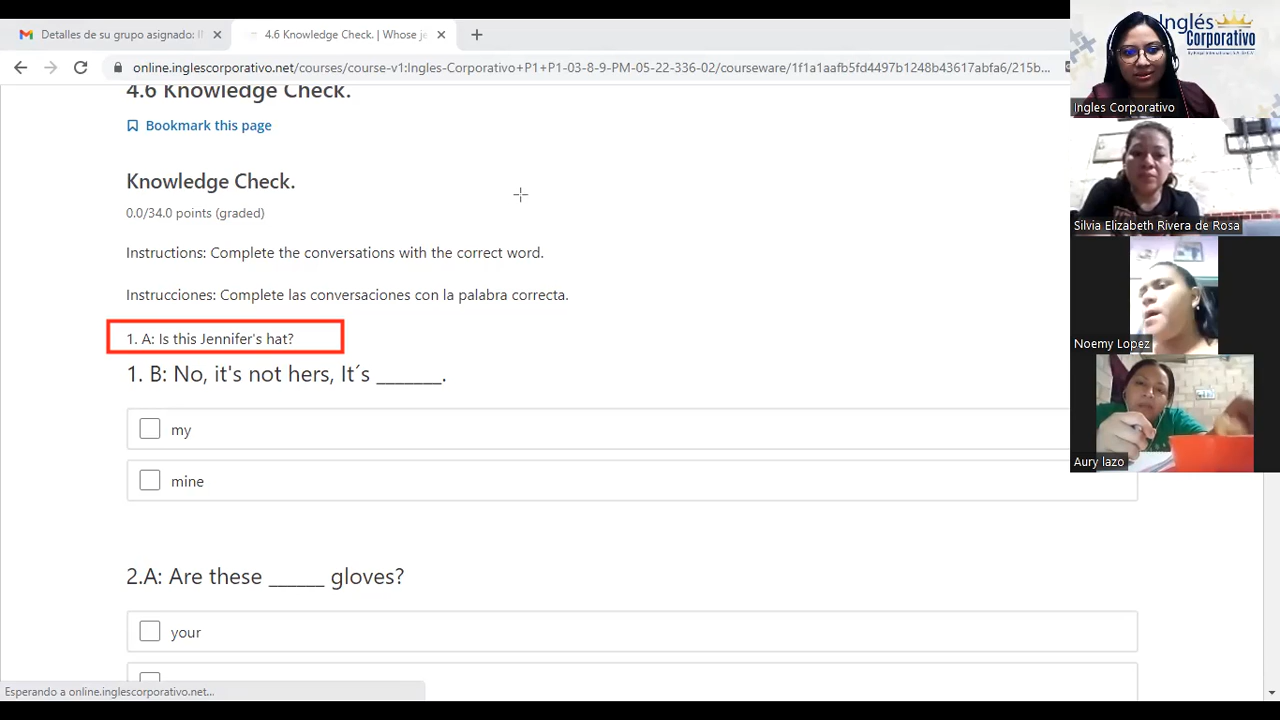 Detalles de su grupo asignado: I
4.6 Knowledge Check. | Whose je
online.inglescorporativo.net/courses/course-v1:Ingles_Corporativo+P1+P1-03-8-9-PM-05-22-336-02/courseware/1f1a1aafb5fd4497b1248b43617abfa6/215b...
4.6 Knowledge Check.
Bookmark this page
Knowledge Check.
0.0/34.0 points (graded)
Instructions: Complete the conversations with the correct word.
Instrucciones: Complete las conversaciones con la palabra correcta.
1. A: Is this Jennifer's hat?
1. B: No, it's not hers, It´s _______.
my
mine
2.A: Are these ______ gloves?
your
Esperando a online.inglescorporativo.net...
Inglés
Corporativo
Ingles Corporativo
Silvia Elizabeth Rivera de Rosa
Noemy Lopez
Aury lazo